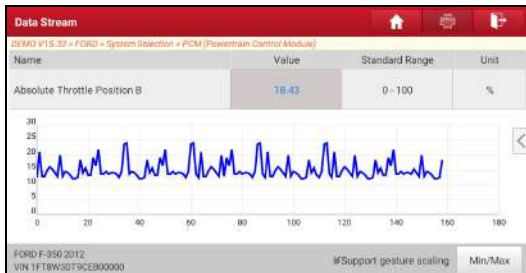 Data Stream
DEMO V15.32 > FORD > System Selection > PCM (Powertrain Control Module)
Name Value Standard Range Unit
Absolute Throttle Position B 18.43 0 - 100 %
30
25
20
15
10
5
0
0 20 40 60 80 100 120 140 160 180
FORD F-350 2012
VIN 1FT8W3DT9CEB00000
※Support gesture scaling
Min/Max